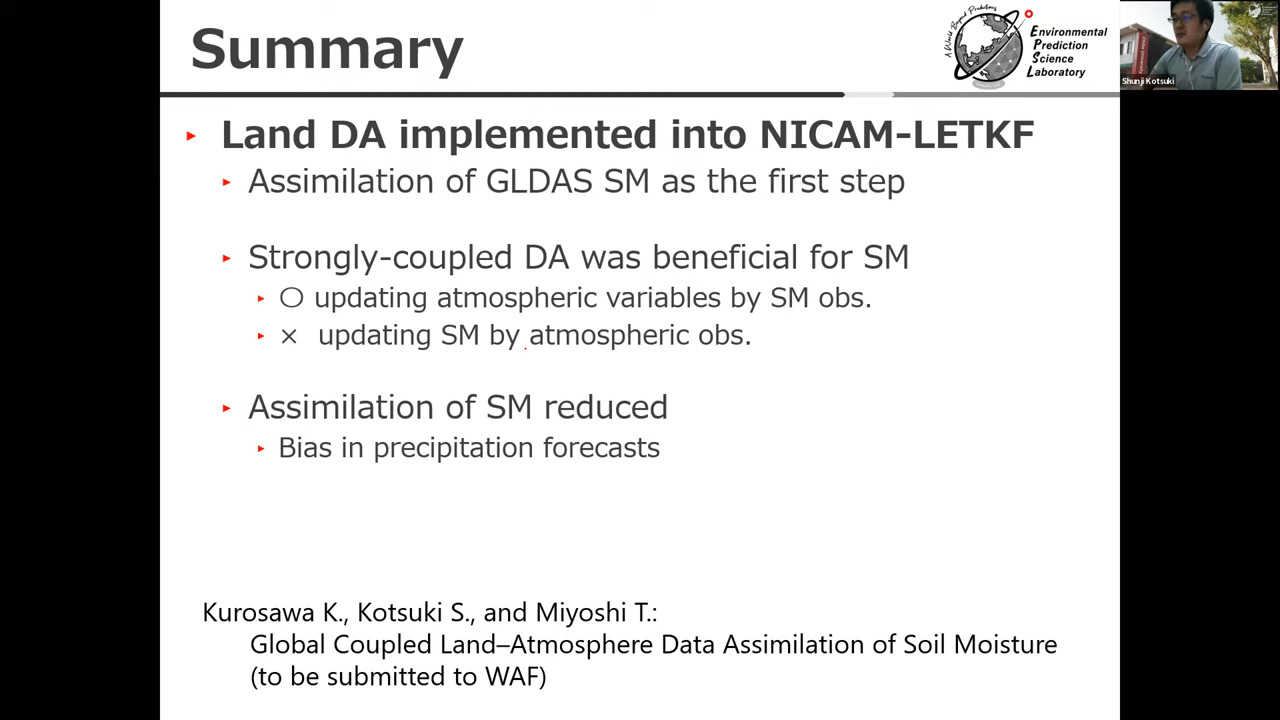 Summary
A World Beyond Predictions
Environmental
Prediction
Science
Laboratory
Shunji Kotsuki
Land DA implemented into NICAM-LETKF
Assimilation of GLDAS SM as the first step
Strongly-coupled DA was beneficial for SM
○ updating atmospheric variables by SM obs.
× updating SM by atmospheric obs.
Assimilation of SM reduced
Bias in precipitation forecasts
Kurosawa K., Kotsuki S., and Miyoshi T.:
Global Coupled Land–Atmosphere Data Assimilation of Soil Moisture
(to be submitted to WAF)